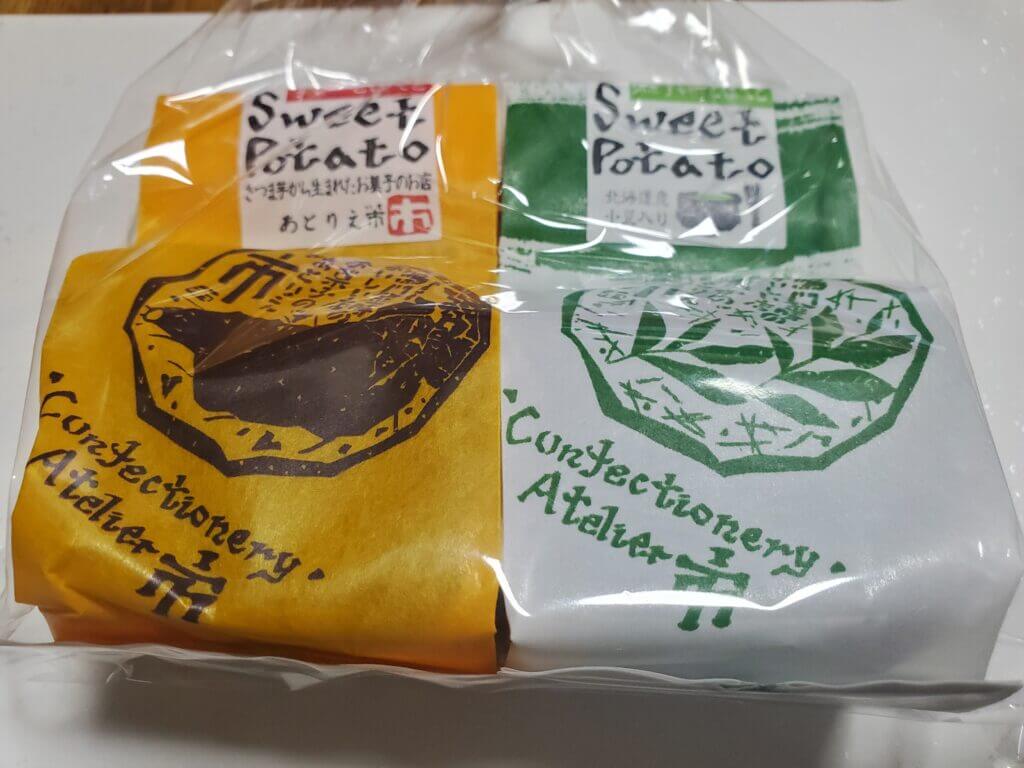 Sweet
Potato
さつま芋から生まれたお菓子のお店
あとりえ 市
市
市
・Confectionery
Atelier 市・
Sweet
Potato
北海道産
小豆入り
・Confectionery
Atelier 市・